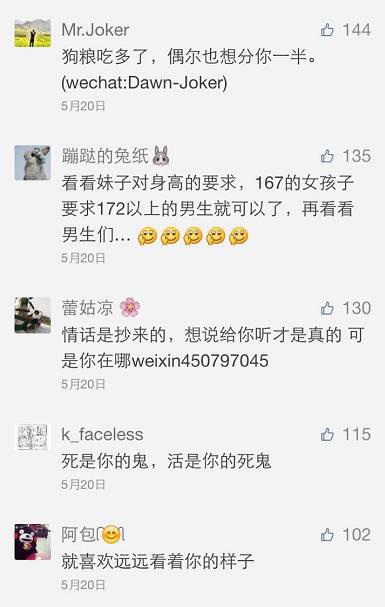 Mr.Joker
144
狗粮吃多了，偶尔也想分你一半。
(wechat:Dawn-Joker)
5月20日
蹦跶的兔纸🐰
135
看看妹子对身高的要求，167的女孩子
要求172以上的男生就可以了，再看看
男生们… 🤔🤔🤔🤔🤔
5月20日
蕾姑凉 🌸
130
情话是抄来的，想说给你听才是真的 可
是你在哪weixin450797045
5月20日
k_faceless
115
死是你的鬼，活是你的死鬼
5月20日
阿包😊
102
就喜欢远远看着你的样子
5月20日